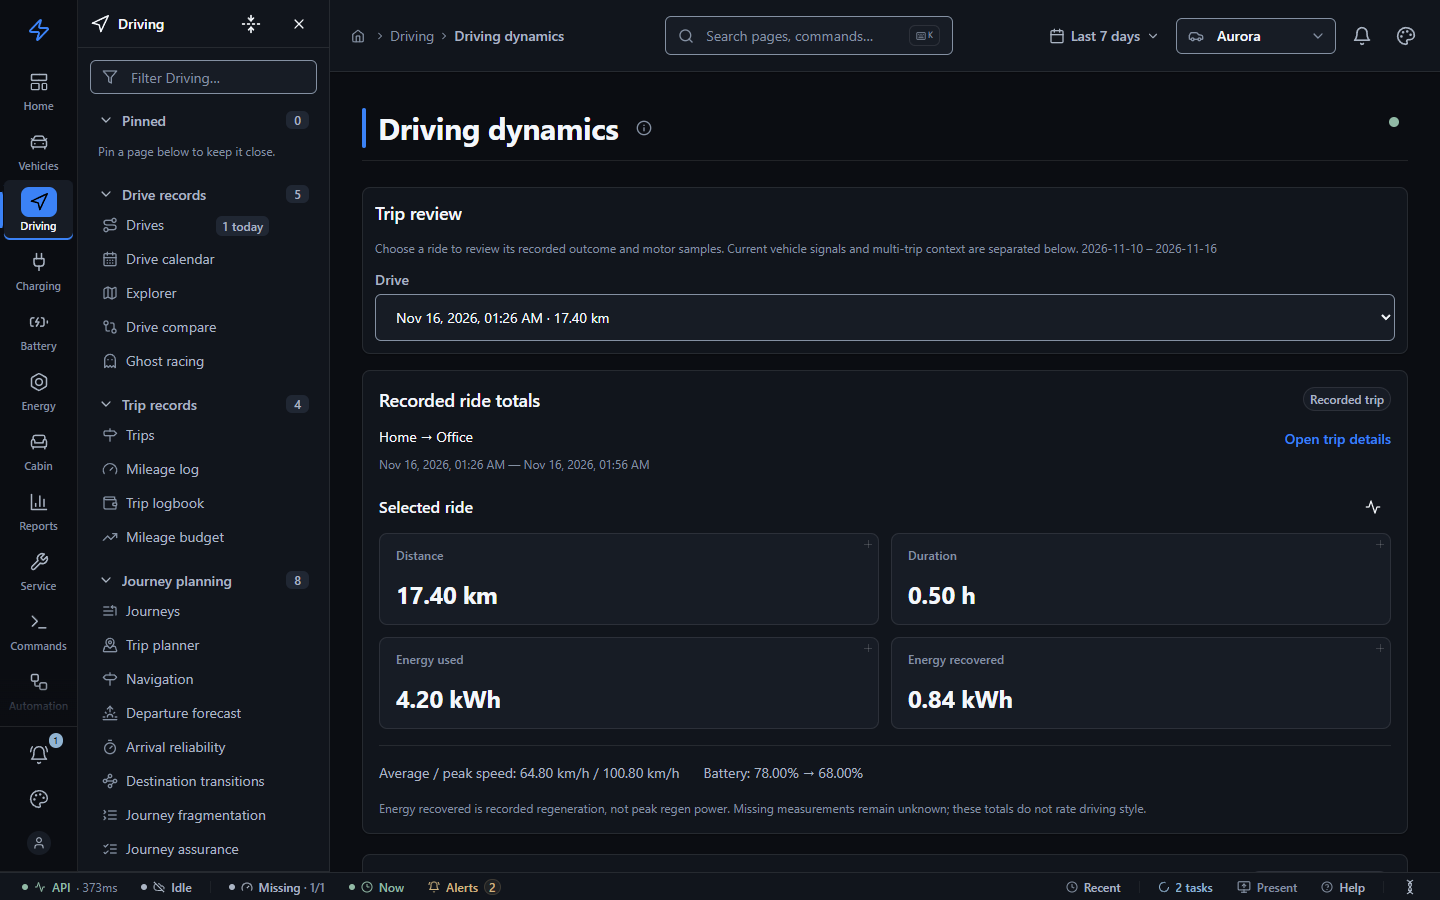 Home
Vehicles
Driving
Charging
Battery
Energy
Cabin
Reports
Service
Commands
Automation
1
Driving
Filter Driving...
Pinned 0
Pin a page below to keep it close.
Drive records 5
Drives 1 today
Drive calendar
Explorer
Drive compare
Ghost racing
Trip records 4
Trips
Mileage log
Trip logbook
Mileage budget
Journey planning 8
Journeys
Trip planner
Navigation
Departure forecast
Arrival reliability
Destination transitions
Journey fragmentation
Journey assurance
Driving Driving dynamics
Search pages, commands... K
Last 7 days
Aurora
Driving dynamics
Trip review
Choose a ride to review its recorded outcome and motor samples. Current vehicle signals and multi-trip context are separated below. 2026-11-10 – 2026-11-16
Drive
Nov 16, 2026, 01:26 AM · 17.40 km
Recorded ride totals Recorded trip
Home → Office Open trip details
Nov 16, 2026, 01:26 AM — Nov 16, 2026, 01:56 AM
Selected ride
Distance
17.40 km
Duration
0.50 h
Energy used
4.20 kWh
Energy recovered
0.84 kWh
Average / peak speed: 64.80 km/h / 100.80 km/h Battery: 78.00% → 68.00%
Energy recovered is recorded regeneration, not peak regen power. Missing measurements remain unknown; these totals do not rate driving style.
API · 373ms Idle Missing · 1/1 Now Alerts 2 Recent 2 tasks Present Help